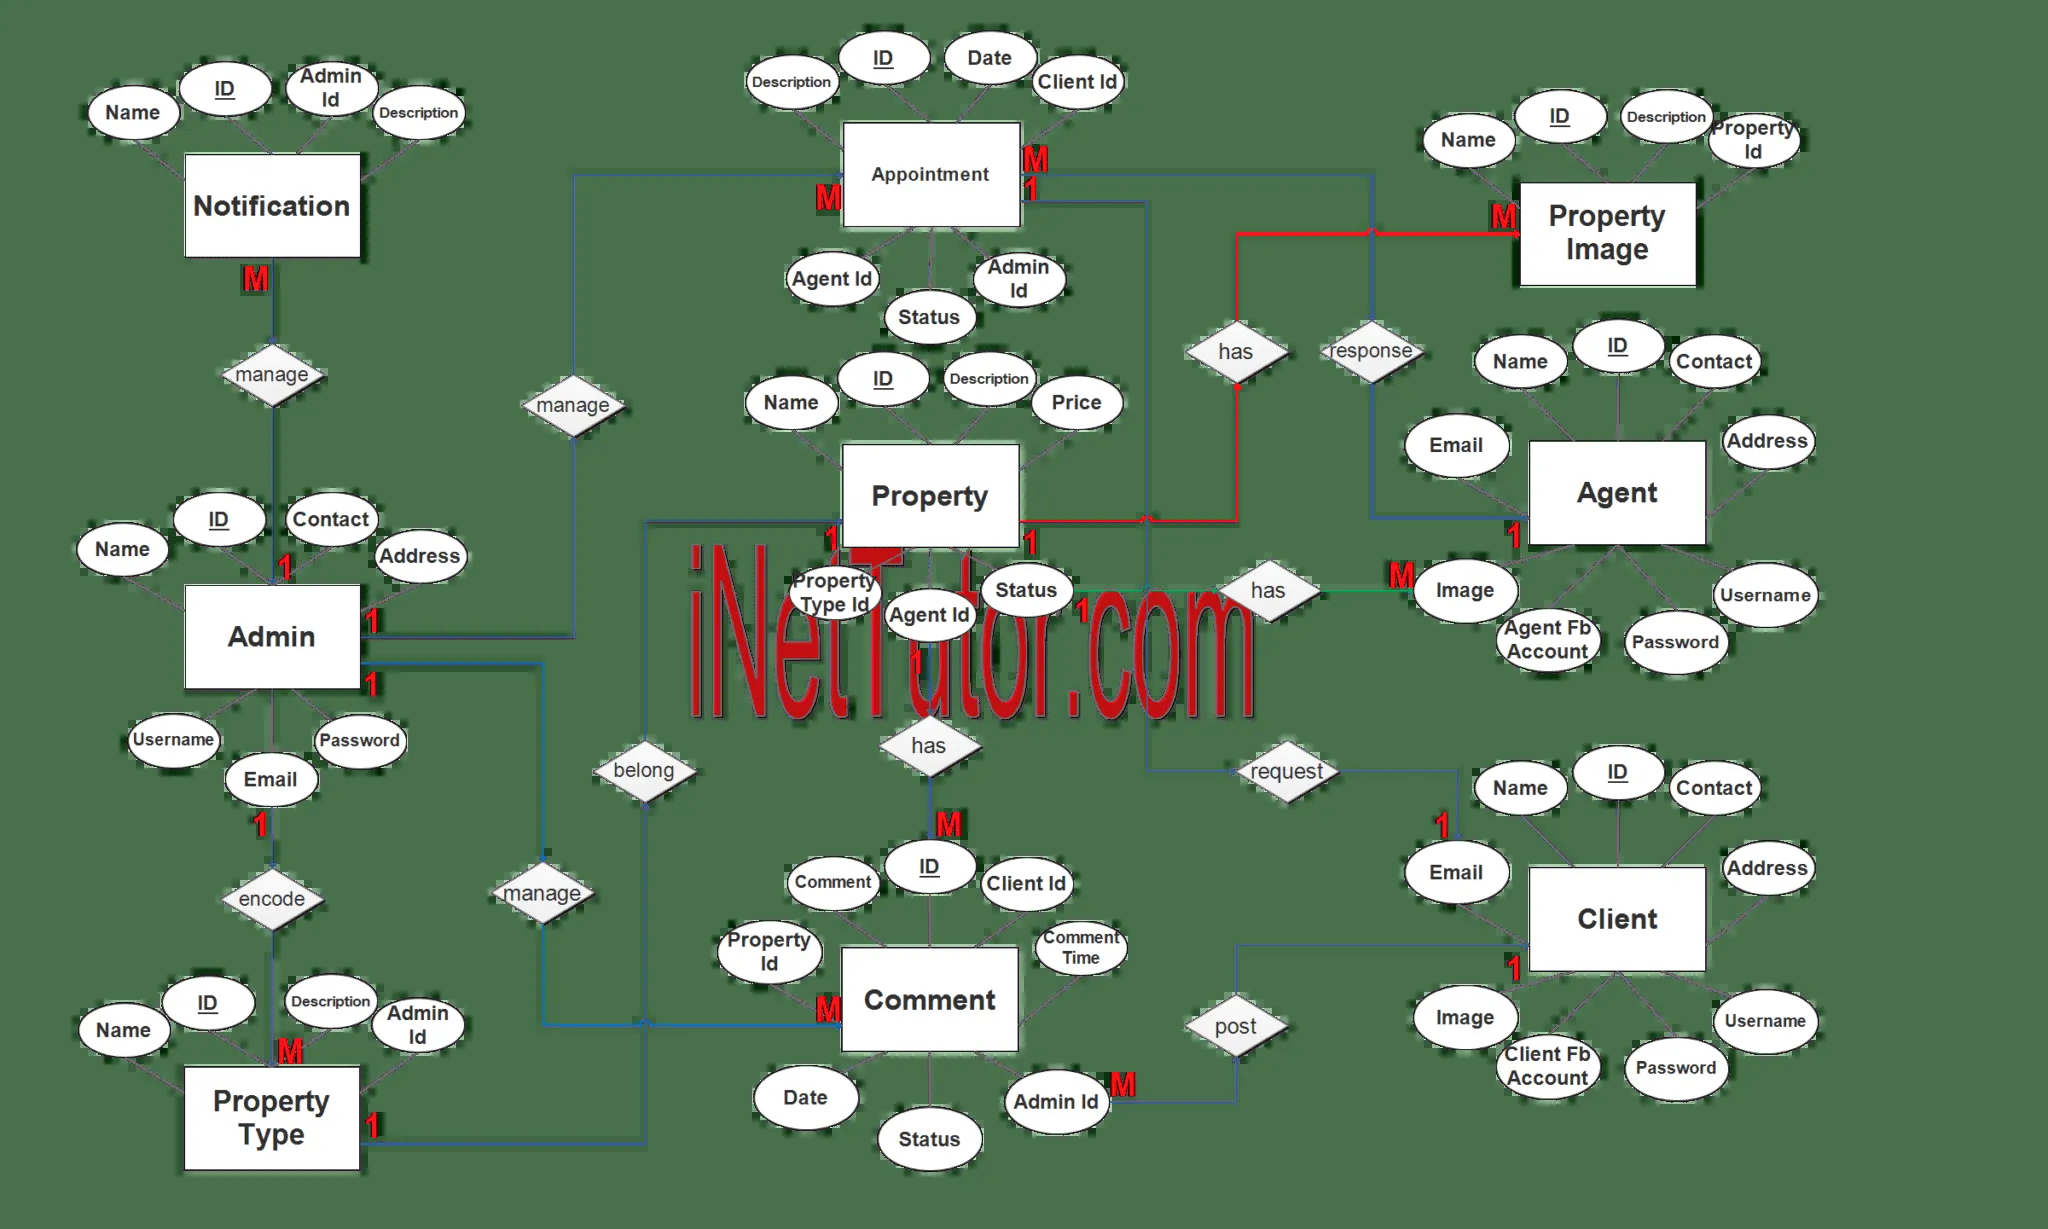 Name
ID
Admin
Id
Description
Notification
M
manage
Description
ID
Date
Client Id
Appointment
M
M
1
Agent Id
Status
Admin
Id
manage
Name
ID
Description
Property
Id
Property
Image
M
has
response
Name
ID
Description
Price
Property
1
1
Property
Type Id
Agent Id
Status
1
1
has
M
iNetTutor.com
Name
ID
Contact
Email
Address
Agent
1
Image
Agent Fb
Account
Password
Username
Name
ID
Contact
Address
1
Admin
1
1
Username
Email
Password
1
encode
manage
belong
has
M
request
1
Name
ID
Contact
Email
Address
Client
1
Image
Client Fb
Account
Password
Username
Comment
ID
Client Id
Property
Id
Comment
Time
Comment
M
Date
Status
Admin Id
M
post
Name
ID
Description
Admin
Id
M
Property
Type
1